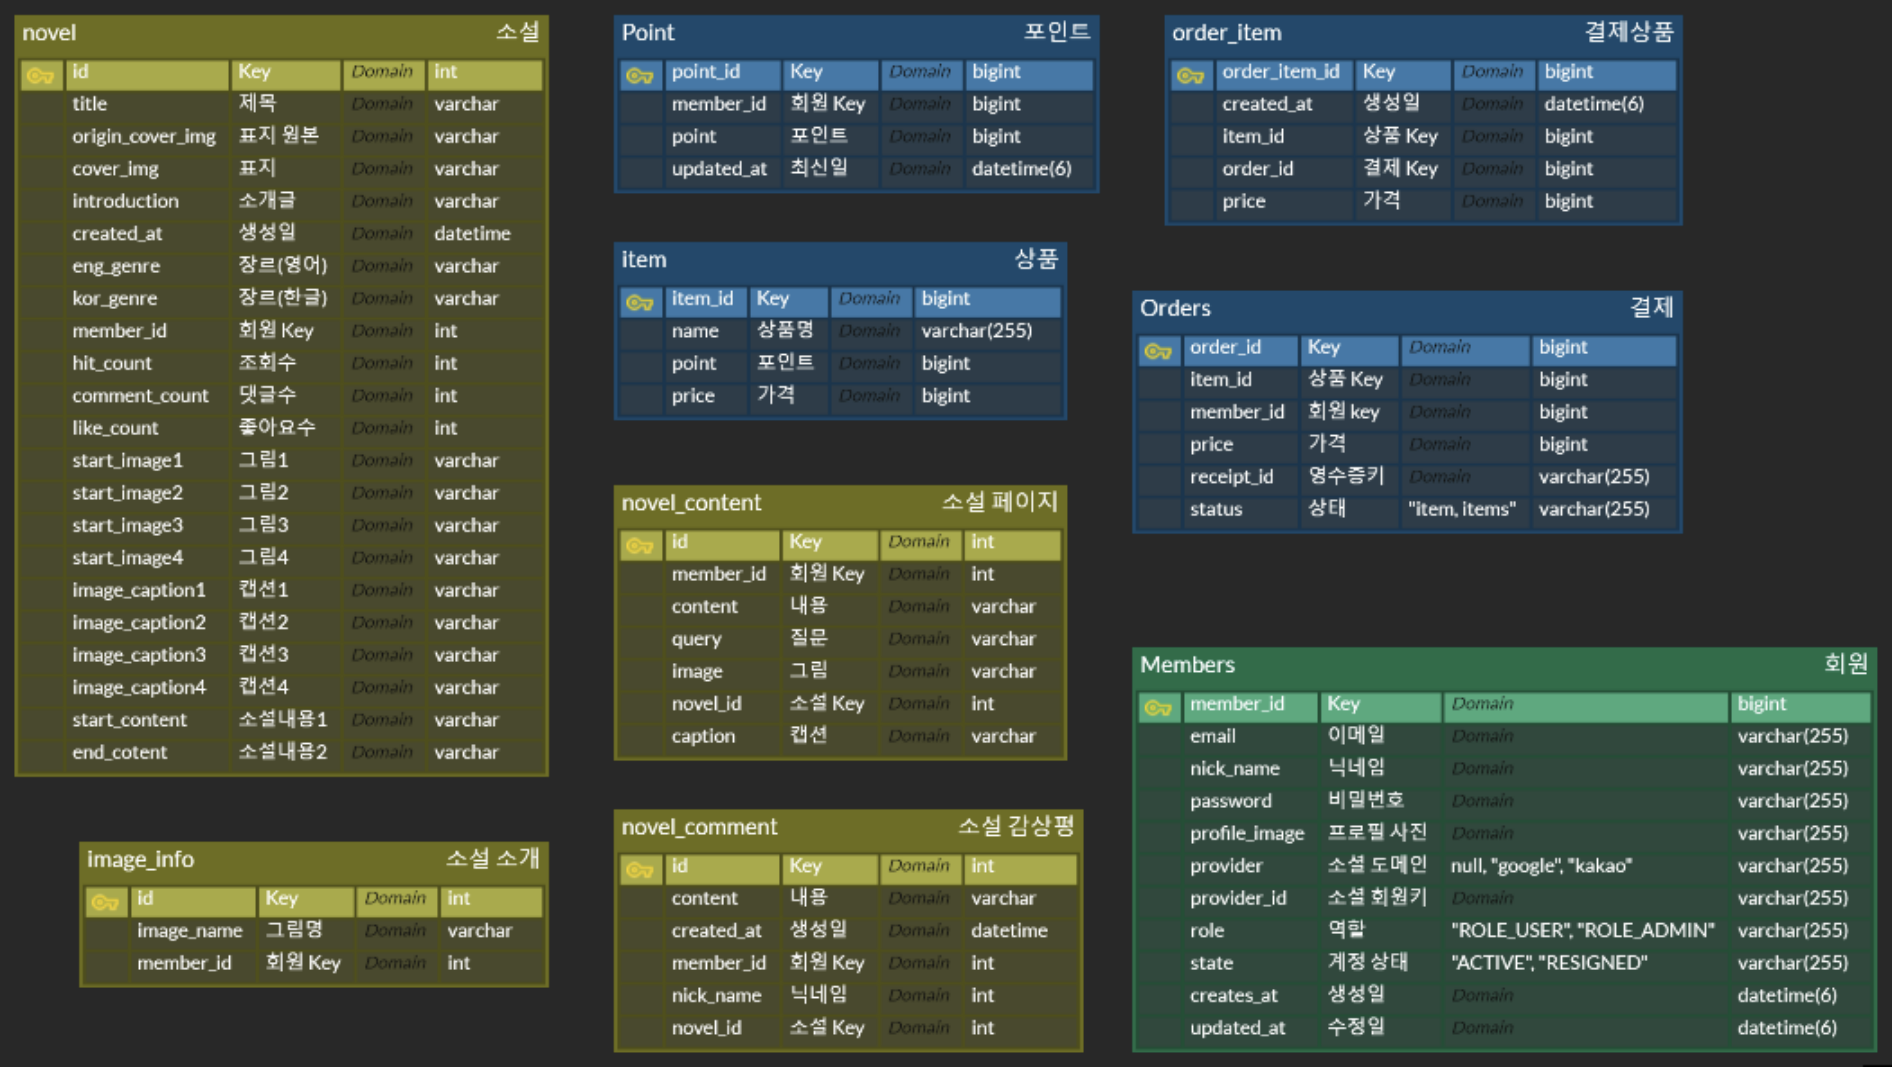 novel 소설
id Key Domain int
title 제목 Domain varchar
origin_cover_img 표지 원본 Domain varchar
cover_img 표지 Domain varchar
introduction 소개글 Domain varchar
created_at 생성일 Domain datetime
eng_genre 장르(영어) Domain varchar
kor_genre 장르(한글) Domain varchar
member_id 회원 Key Domain int
hit_count 조회수 Domain int
comment_count 댓글수 Domain int
like_count 좋아요수 Domain int
start_image1 그림1 Domain varchar
start_image2 그림2 Domain varchar
start_image3 그림3 Domain varchar
start_image4 그림4 Domain varchar
image_caption1 캡션1 Domain varchar
image_caption2 캡션2 Domain varchar
image_caption3 캡션3 Domain varchar
image_caption4 캡션4 Domain varchar
start_content 소설내용1 Domain varchar
end_cotent 소설내용2 Domain varchar
image_info 소설 소개
id Key Domain int
image_name 그림명 Domain varchar
member_id 회원 Key Domain int
Point 포인트
point_id Key Domain bigint
member_id 회원 Key Domain bigint
point 포인트 Domain bigint
updated_at 최신일 Domain datetime(6)
item 상품
item_id Key Domain bigint
name 상품명 Domain varchar(255)
point 포인트 Domain bigint
price 가격 Domain bigint
novel_content 소설 페이지
id Key Domain int
member_id 회원 Key Domain int
content 내용 Domain varchar
query 질문 Domain varchar
image 그림 Domain varchar
novel_id 소설 Key Domain int
caption 캡션 Domain varchar
novel_comment 소설 감상평
id Key Domain int
content 내용 Domain varchar
created_at 생성일 Domain datetime
member_id 회원 Key Domain int
nick_name 닉네임 Domain int
novel_id 소설 Key Domain int
order_item 결제상품
order_item_id Key Domain bigint
created_at 생성일 Domain datetime(6)
item_id 상품 Key Domain bigint
order_id 결제 Key Domain bigint
price 가격 Domain bigint
Orders 결제
order_id Key Domain bigint
item_id 상품 Key Domain bigint
member_id 회원 key Domain bigint
price 가격 Domain bigint
receipt_id 영수증키 Domain varchar(255)
status 상태 "item, items" varchar(255)
Members 회원
member_id Key Domain bigint
email 이메일 Domain varchar(255)
nick_name 닉네임 Domain varchar(255)
password 비밀번호 Domain varchar(255)
profile_image 프로필 사진 Domain varchar(255)
provider 소셜 도메인 null, "google", "kakao" varchar(255)
provider_id 소셜 회원키 Domain varchar(255)
role 역할 "ROLE_USER", "ROLE_ADMIN" varchar(255)
state 계정 상태 "ACTIVE", "RESIGNED" varchar(255)
creates_at 생성일 Domain datetime(6)
updated_at 수정일 Domain datetime(6)